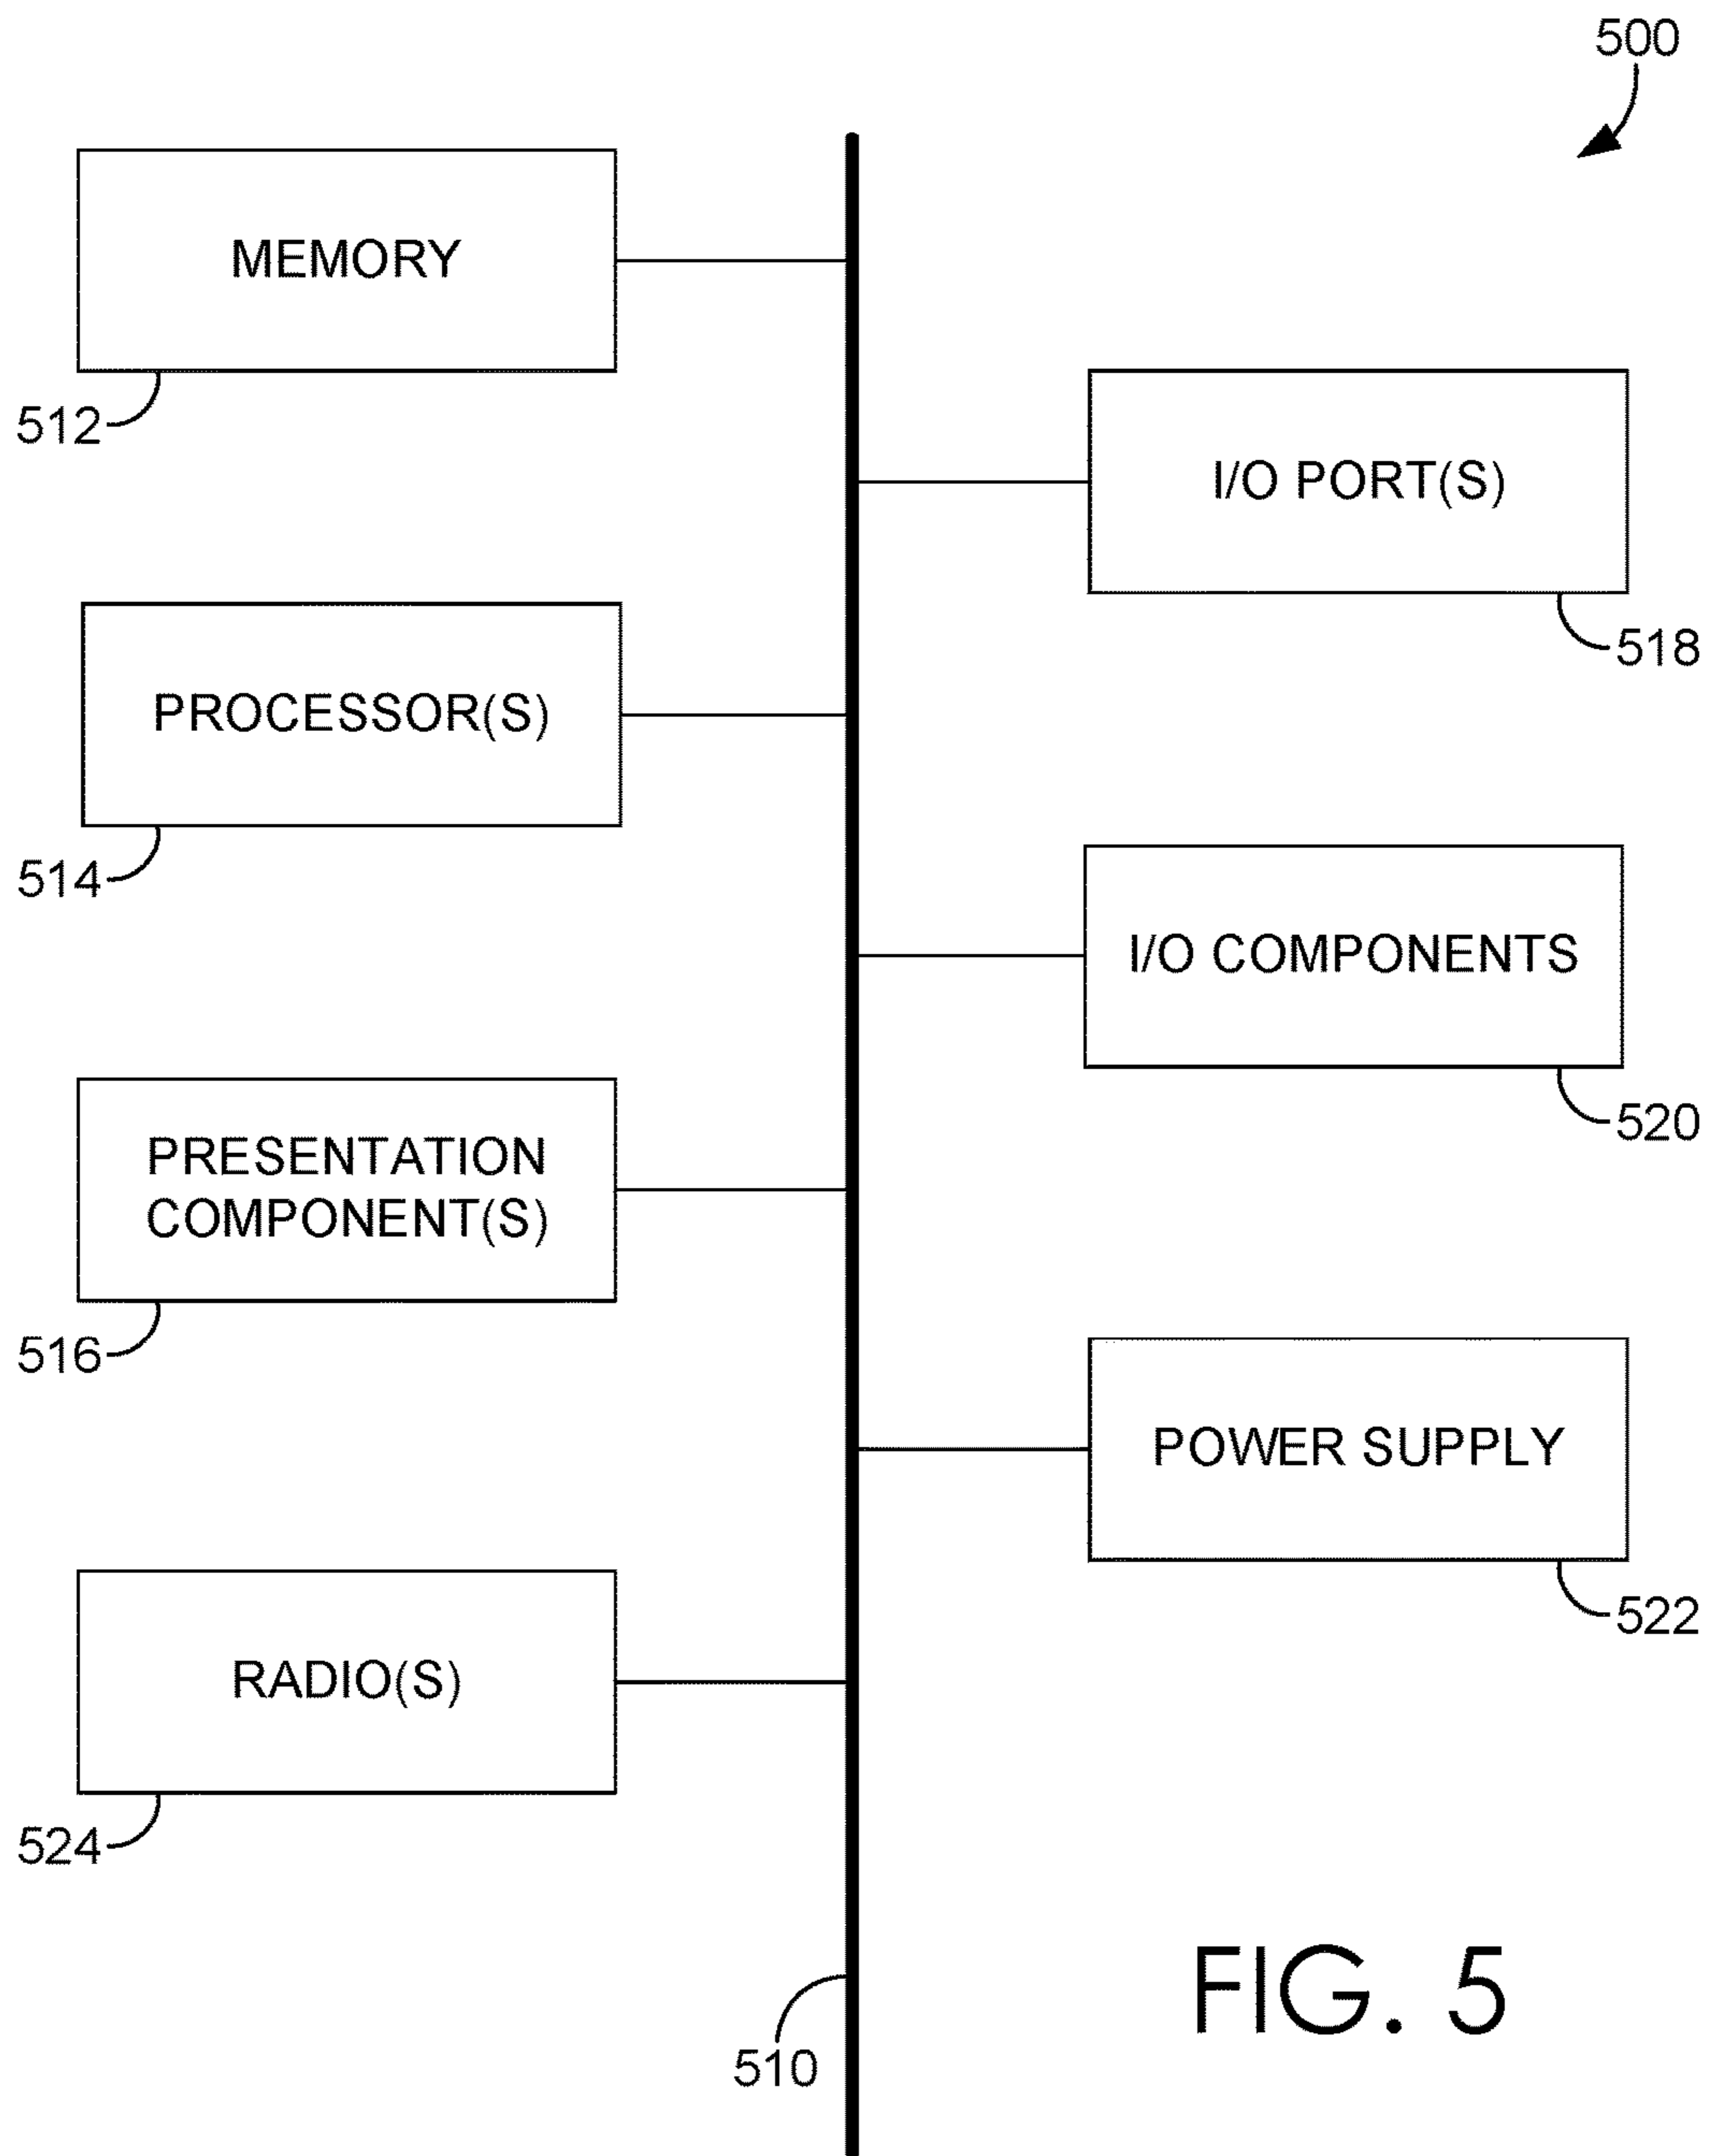 500
MEMORY
512
I/O PORT(S)
518
PROCESSOR(S)
514
I/O COMPONENTS
520
PRESENTATION
COMPONENT(S)
516
POWER SUPPLY
522
RADIO(S)
524
510
FIG. 5